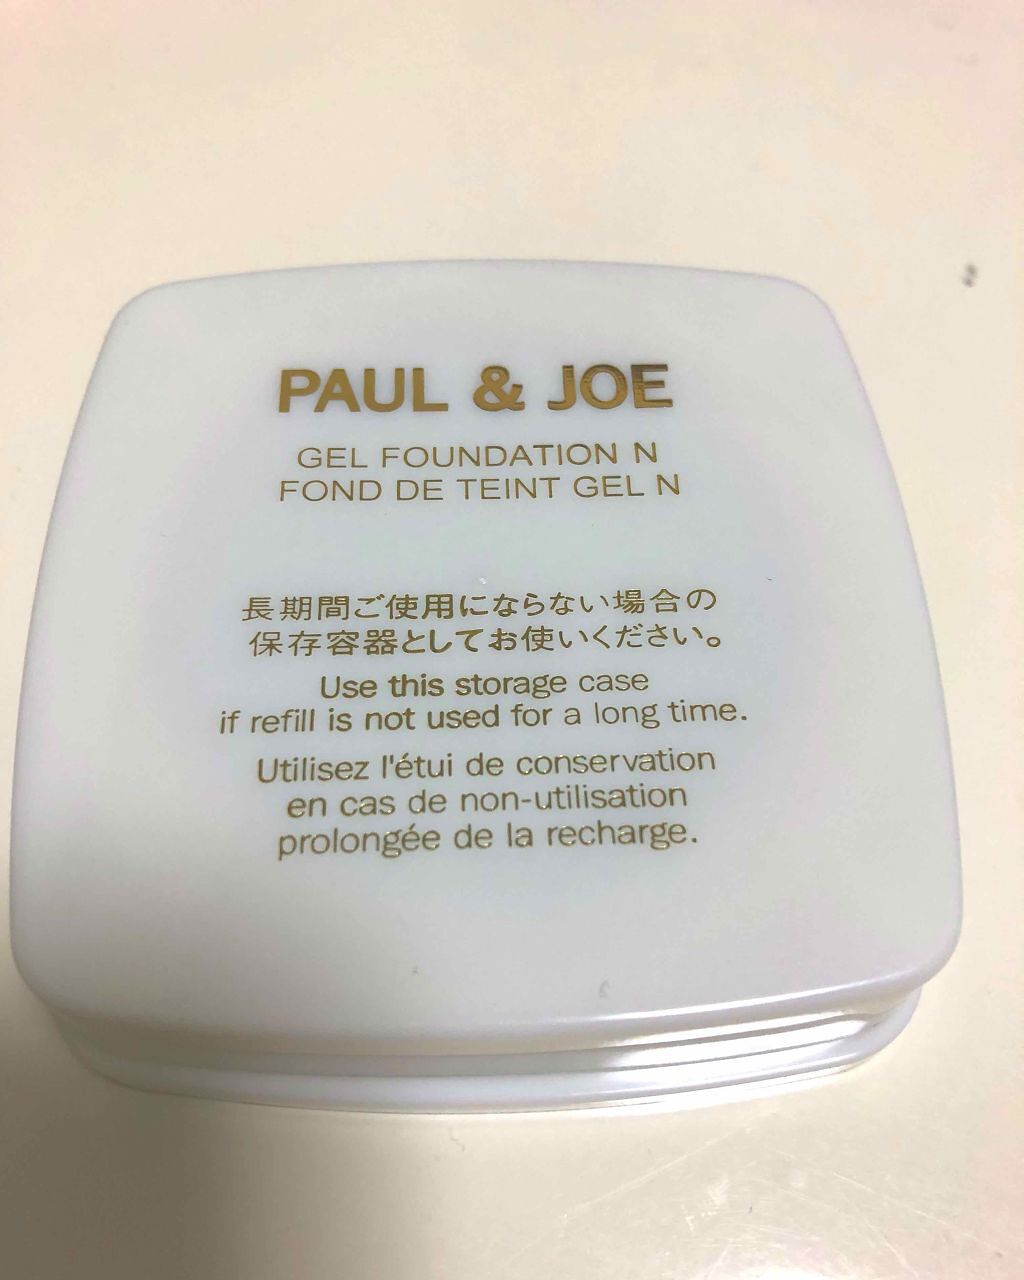 PAUL & JOE
GEL FOUNDATION N
FOND DE TEINT GEL N
長期間ご使用にならない場合の
保存容器としてお使いください。
Use this storage case
if refill is not used for a long time.
Utilisez l'étui de conservation
en cas de non-utilisation
prolongée de la recharge.